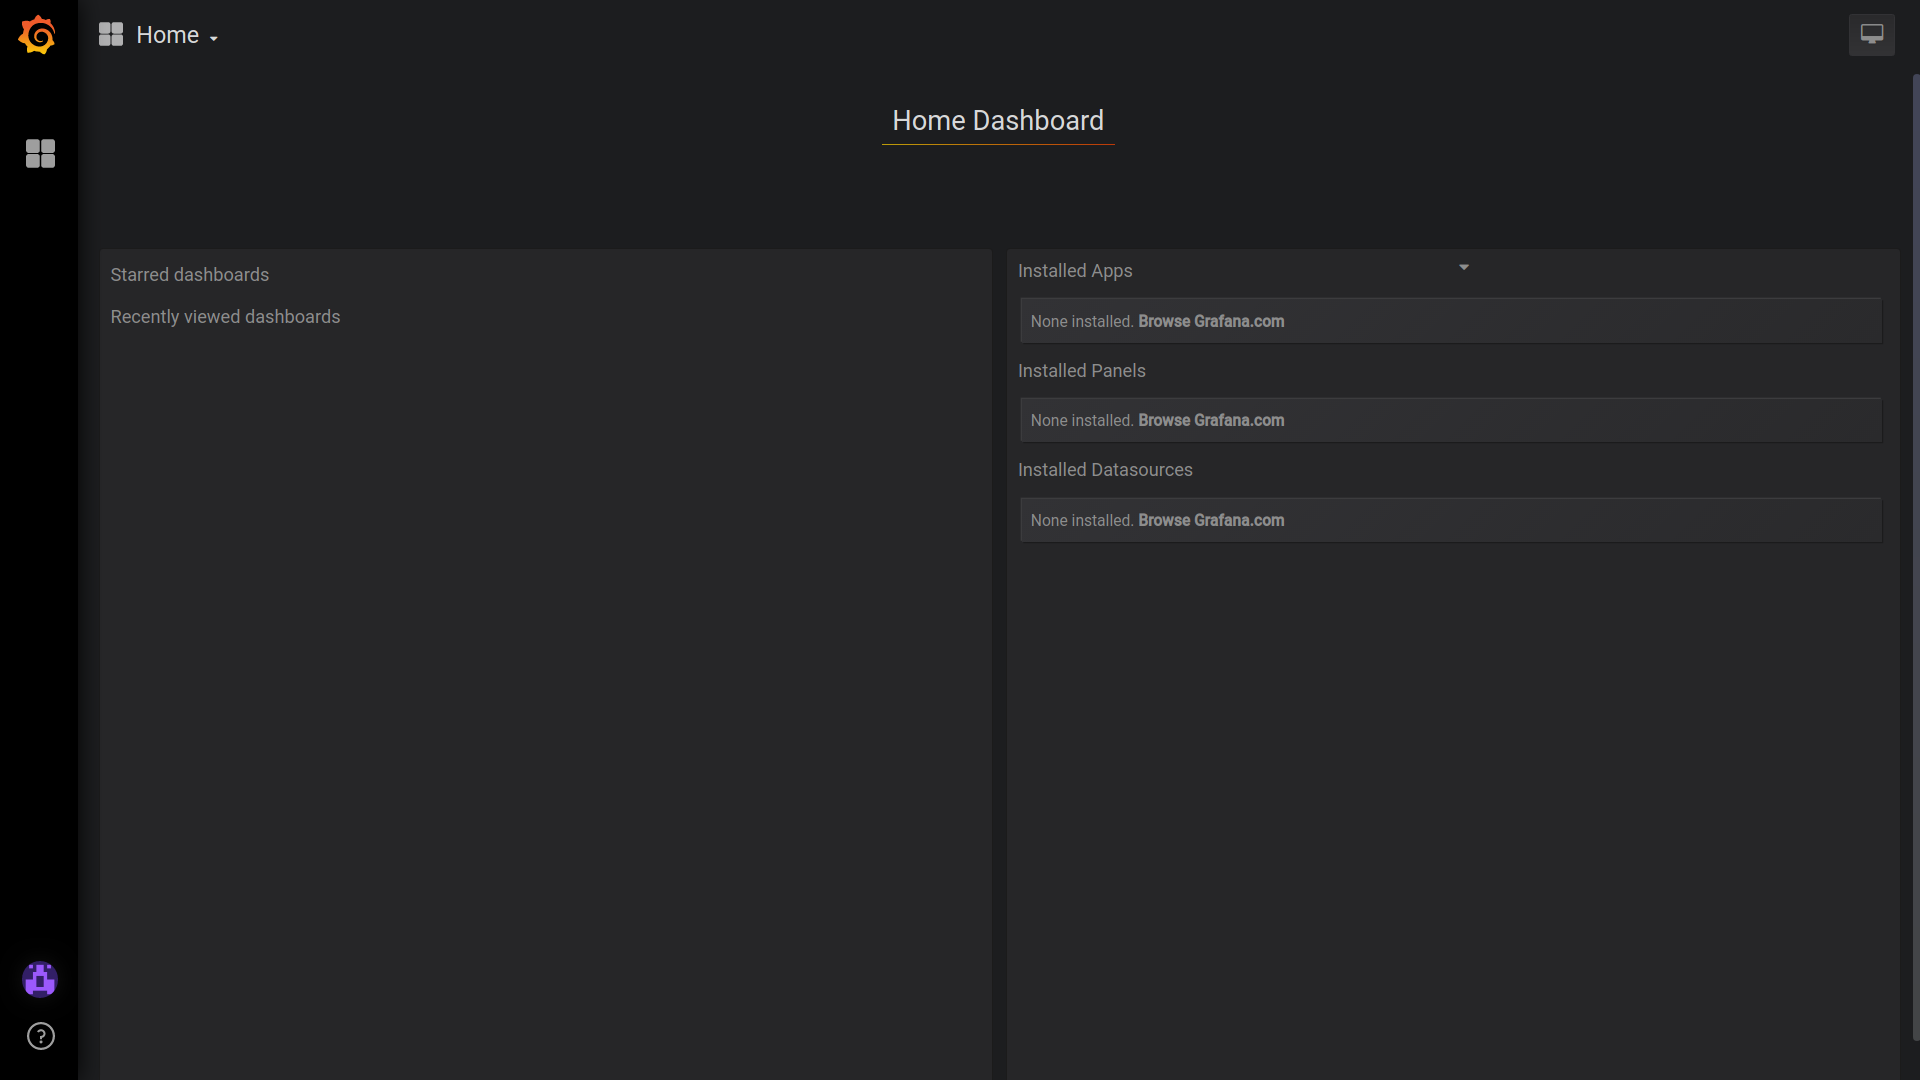 Home
Home Dashboard
Starred dashboards
Recently viewed dashboards
Installed Apps
None installed. Browse Grafana.com
Installed Panels
None installed. Browse Grafana.com
Installed Datasources
None installed. Browse Grafana.com
?